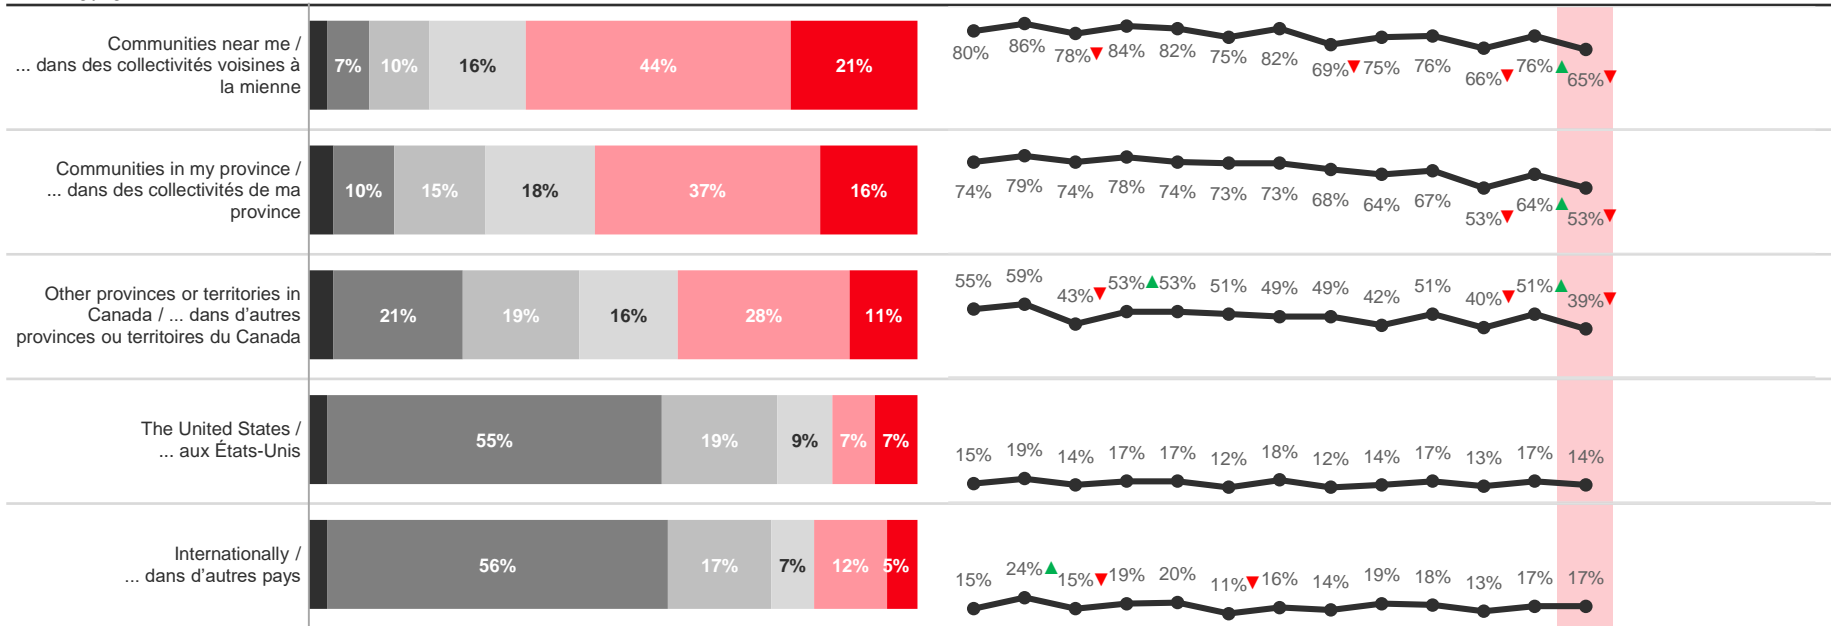 Communities near me /
... dans des collectivités voisines à
la mienne
7% 10% 16% 44% 21%
80% 86% 78% 84% 82% 75% 82% 69% 75% 76% 66% 76% 65%
Communities in my province /
... dans des collectivités de ma
province
10% 15% 18% 37% 16%
74% 79% 74% 78% 74% 73% 73% 68% 64% 67% 53% 64% 53%
Other provinces or territories in
Canada / ... dans d'autres
provinces ou territoires du Canada
21% 19% 16% 28% 11%
55% 59% 43% 53% 53% 51% 49% 49% 42% 51% 40% 51% 39%
The United States /
... aux États-Unis
55% 19% 9% 7% 7%
15% 19% 14% 17% 17% 12% 18% 12% 14% 17% 13% 17% 14%
Internationally /
... dans d'autres pays
56% 17% 7% 12% 5%
15% 24% 15% 19% 20% 11% 16% 14% 19% 18% 13% 17% 17%